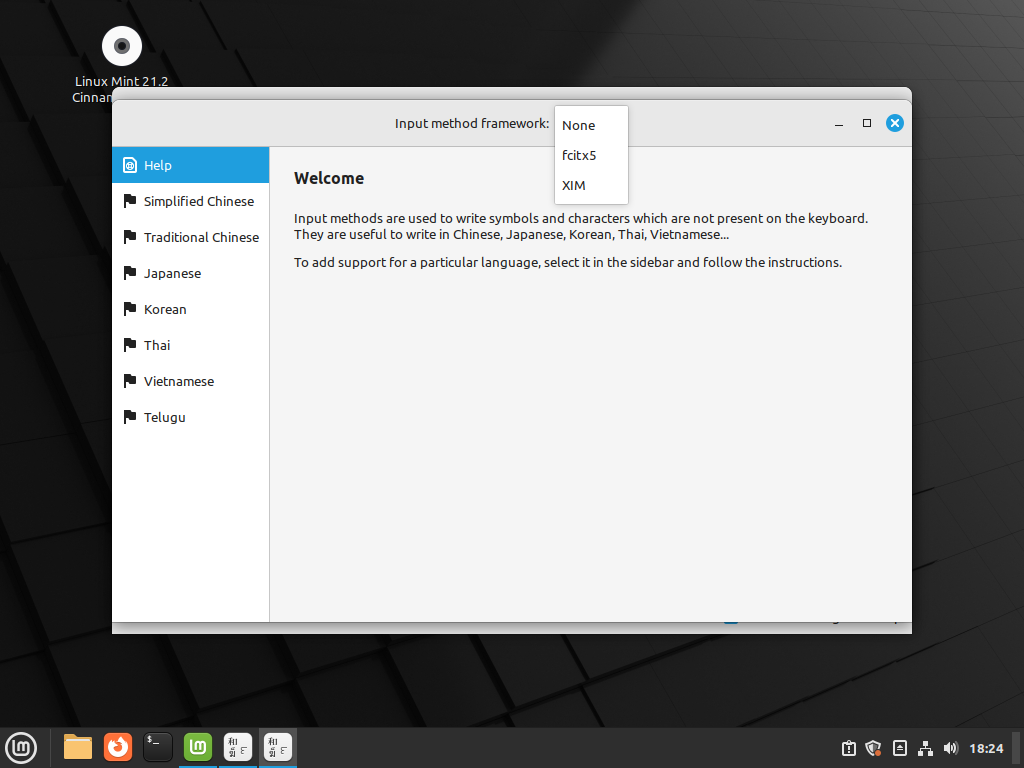 Linux Mint 21.2
Cinnam
Input method framework:
None
fcitx5
XIM
Help
Simplified Chinese
Traditional Chinese
Japanese
Korean
Thai
Vietnamese
Telugu
Welcome
Input methods are used to write symbols and characters which are not present on the keyboard.
They are useful to write in Chinese, Japanese, Korean, Thai, Vietnamese...
To add support for a particular language, select it in the sidebar and follow the instructions.
$_
18:24